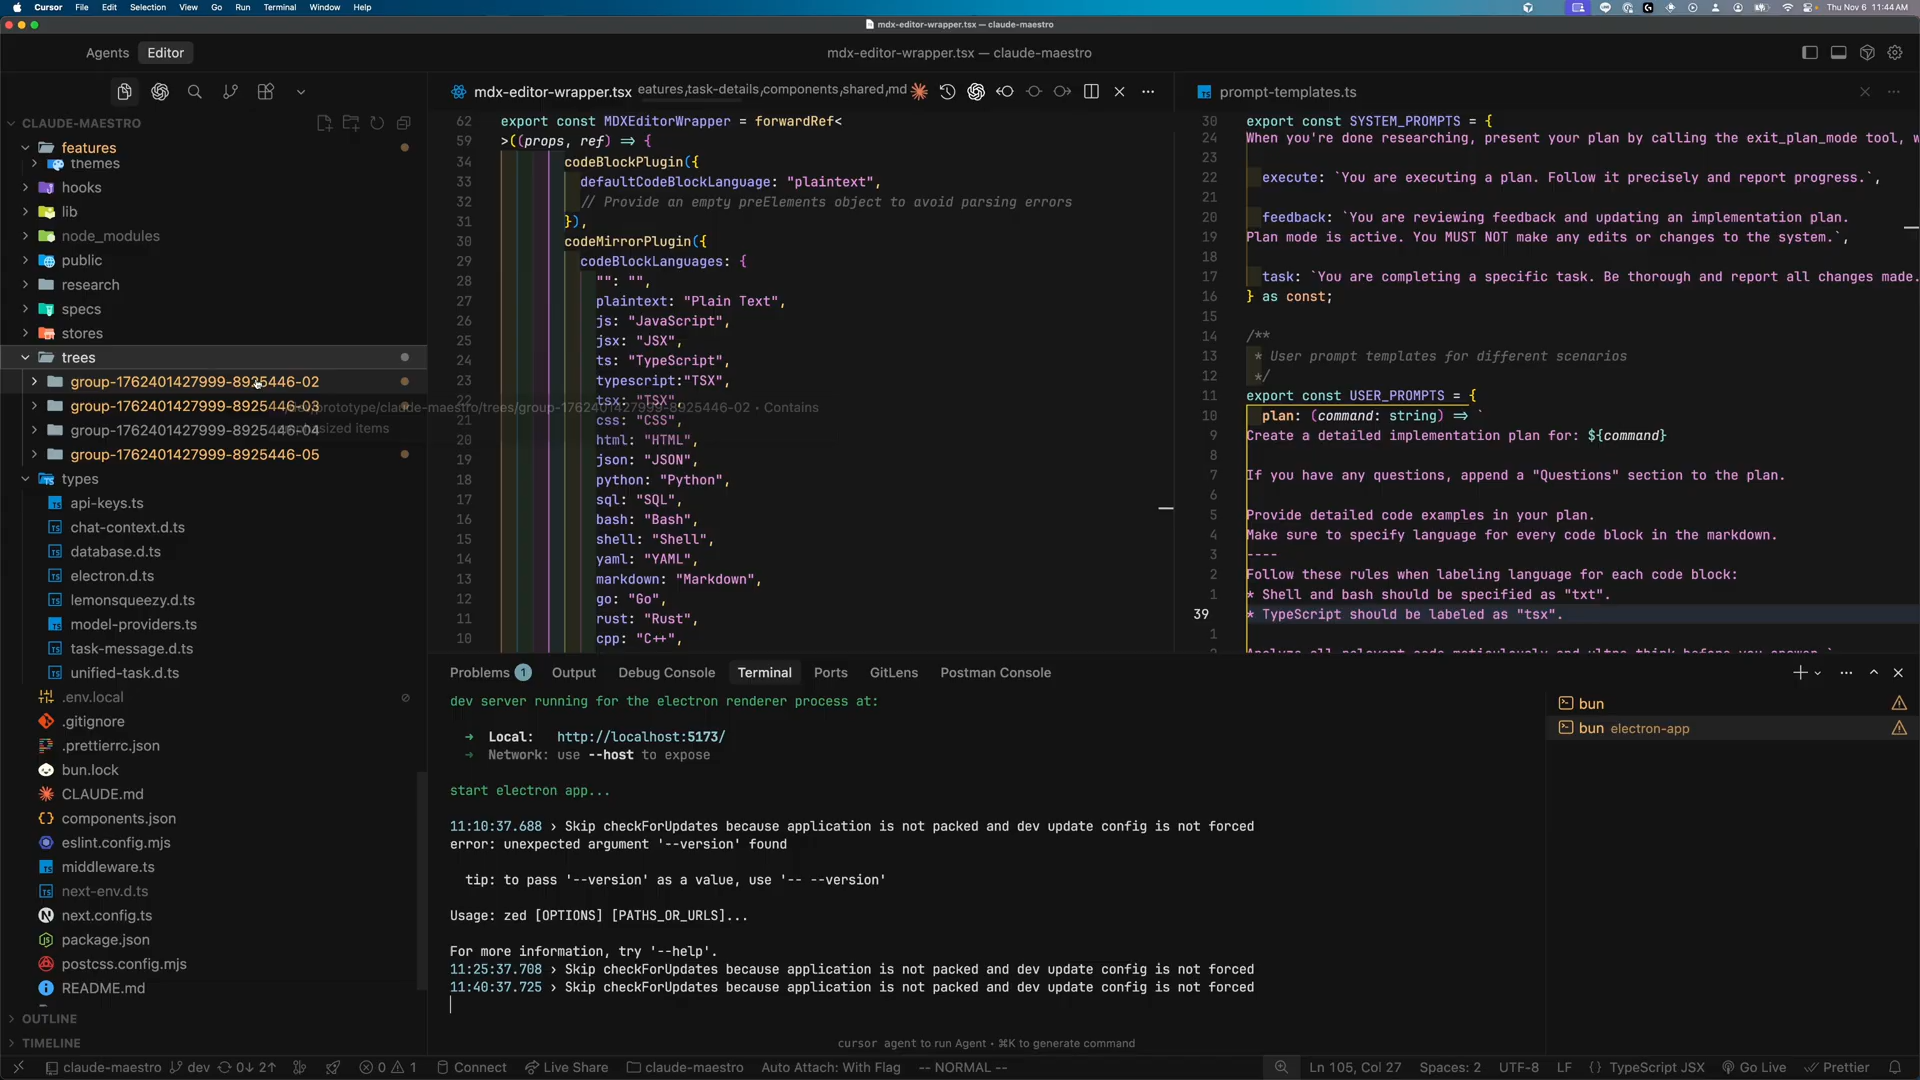 Cursor File Edit Selection View Go Run Terminal Window Help
Thu Nov 6 11:44 AM
mdx-editor-wrapper.tsx — claude-maestro
Agents Editor
mdx-editor-wrapper.tsx — claude-maestro
CLAUDE-MAESTRO
features
themes
hooks
lib
node_modules
public
research
specs
stores
trees
group-1762401427999-8925446-02
group-1762401427999-8925446-03
group-1762401427999-8925446-04
group-1762401427999-8925446-05
types
api-keys.ts
chat-context.d.ts
database.d.ts
electron.d.ts
lemonsqueezy.d.ts
model-providers.ts
task-message.d.ts
unified-task.d.ts
.env.local
.gitignore
.prettierrc.json
bun.lock
CLAUDE.md
components.json
eslint.config.mjs
middleware.ts
next-env.d.ts
next.config.ts
package.json
postcss.config.mjs
README.md
OUTLINE
TIMELINE
mdx-editor-wrapper.tsx eatures,task-details,components,shared,md
62 export const MDXEditorWrapper = forwardRef<
59 >((props, ref) => {
34 codeBlockPlugin({
33 defaultCodeBlockLanguage: "plaintext",
32 // Provide an empty preElements object to avoid parsing errors
31 }),
30 codeMirrorPlugin({
29 codeBlockLanguages: {
28 "": "",
27 plaintext: "Plain Text",
26 js: "JavaScript",
25 jsx: "JSX",
24 ts: "TypeScript",
23 typescript:"TSX",
22 tsx: "TSX",
prototype/claude-maestro/trees/group-1762401427999-8925446-02 • Contains
21 css: "CSS",
items
20 html: "HTML",
19 json: "JSON",
18 python: "Python",
17 sql: "SQL",
16 bash: "Bash",
15 shell: "Shell",
14 yaml: "YAML",
13 markdown: "Markdown",
12 go: "Go",
11 rust: "Rust",
10 cpp: "C++",
prompt-templates.ts
30 export const SYSTEM_PROMPTS = {
24 When you're done researching, present your plan by calling the exit_plan_mode tool, w
23
22 execute: `You are executing a plan. Follow it precisely and report progress.`,
21
20 feedback: `You are reviewing feedback and updating an implementation plan.
19 Plan mode is active. You MUST NOT make any edits or changes to the system.`,
18
17 task: `You are completing a specific task. Be thorough and report all changes made.
16 } as const;
15
14 /**
13 * User prompt templates for different scenarios
12 */
11 export const USER_PROMPTS = {
10 plan: (command: string) => `
9 Create a detailed implementation plan for: ${command}
8
7 If you have any questions, append a "Questions" section to the plan.
6
5 Provide detailed code examples in your plan.
4 Make sure to specify language for every code block in the markdown.
3 ----
2 Follow these rules when labeling language for each code block:
1 * Shell and bash should be specified as "txt".
39 * TypeScript should be labeled as "tsx".
1
Problems 1 Output Debug Console Terminal Ports GitLens Postman Console
dev server running for the electron renderer process at:
➜ Local: http://localhost:5173/
➜ Network: use --host to expose
start electron app...
11:10:37.688 › Skip checkForUpdates because application is not packed and dev update config is not forced
error: unexpected argument '--version' found
tip: to pass '--version' as a value, use '-- --version'
Usage: zed [OPTIONS] [PATHS_OR_URLS]...
For more information, try '--help'.
11:25:37.708 › Skip checkForUpdates because application is not packed and dev update config is not forced
11:40:37.725 › Skip checkForUpdates because application is not packed and dev update config is not forced
bun
bun electron-app
cursor agent to run Agent • ⌘K to generate command
claude-maestro dev 0↓ 2↑ 0 1 Connect Live Share claude-maestro Auto Attach: With Flag -- NORMAL -- Ln 105, Col 27 Spaces: 2 UTF-8 LF {} TypeScript JSX Go Live Prettier